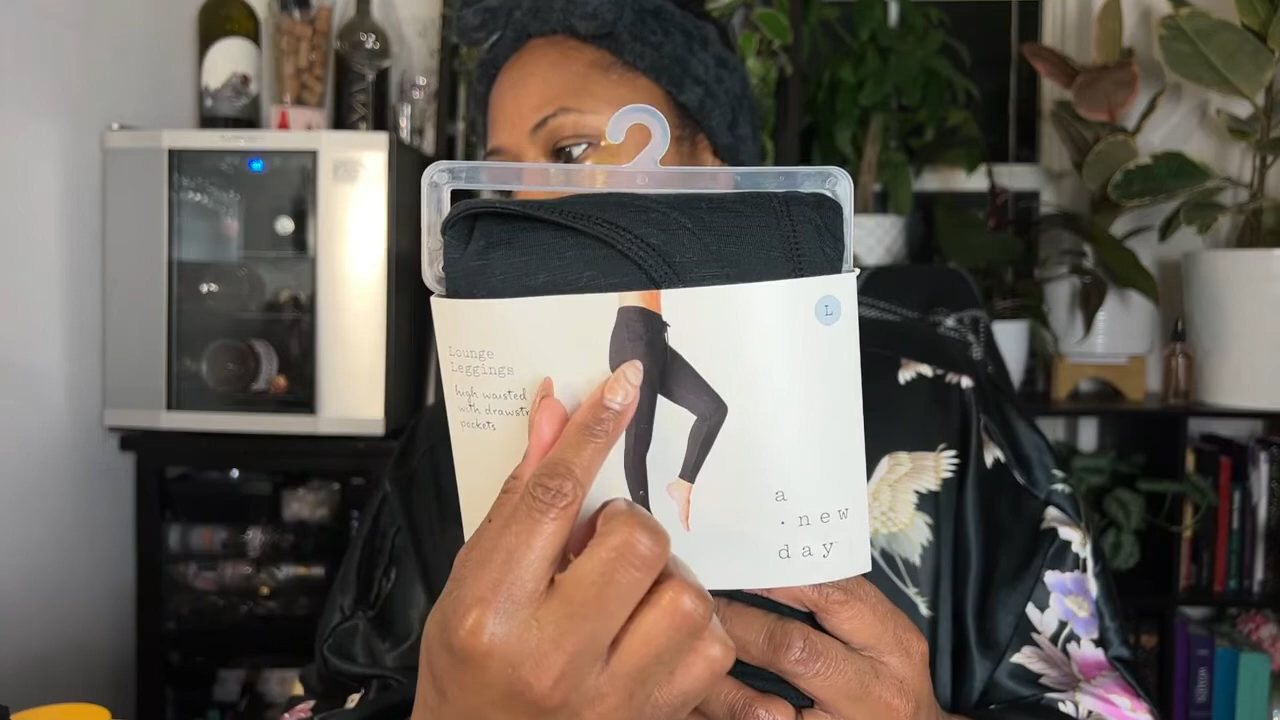 L
Lounge
Leggings
high waisted
with drawstr
pockets
a
· new
day